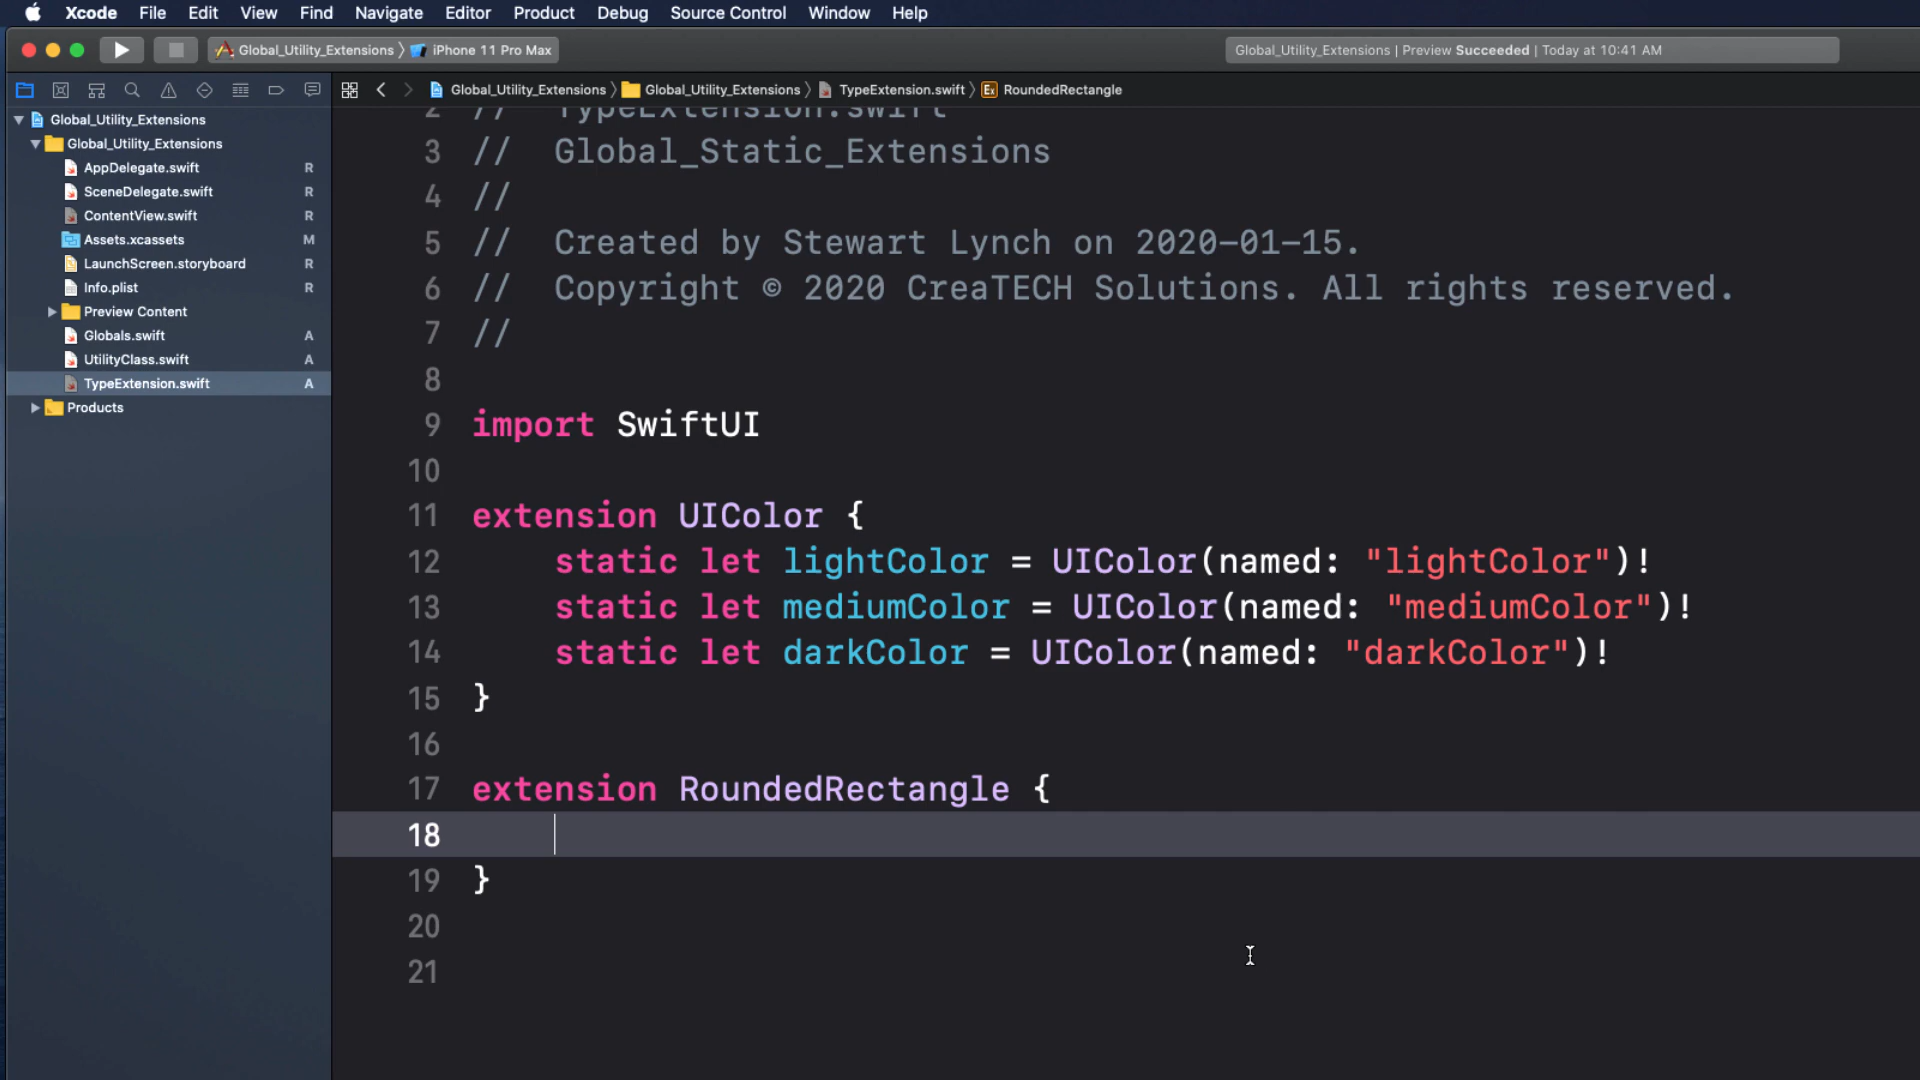 Xcode File Edit View Find Navigate Editor Product Debug Source Control Window Help
Global_Utility_Extensions 〉 iPhone 11 Pro Max
Global_Utility_Extensions | Preview Succeeded | Today at 10:41 AM
Global_Utility_Extensions 〉 Global_Utility_Extensions 〉 TypeExtension.swift 〉 Ex RoundedRectangle
Global_Utility_Extensions
Global_Utility_Extensions
AppDelegate.swift R
SceneDelegate.swift R
ContentView.swift R
Assets.xcassets M
LaunchScreen.storyboard R
Info.plist R
Preview Content
Globals.swift A
UtilityClass.swift A
TypeExtension.swift A
Products
2 // TypeExtension.swift
3 // Global_Static_Extensions
4 //
5 // Created by Stewart Lynch on 2020-01-15.
6 // Copyright © 2020 CreaTECH Solutions. All rights reserved.
7 //
8
9 import SwiftUI
10
11 extension UIColor {
12 static let lightColor = UIColor(named: "lightColor")!
13 static let mediumColor = UIColor(named: "mediumColor")!
14 static let darkColor = UIColor(named: "darkColor")!
15 }
16
17 extension RoundedRectangle {
18
19 }
20
21